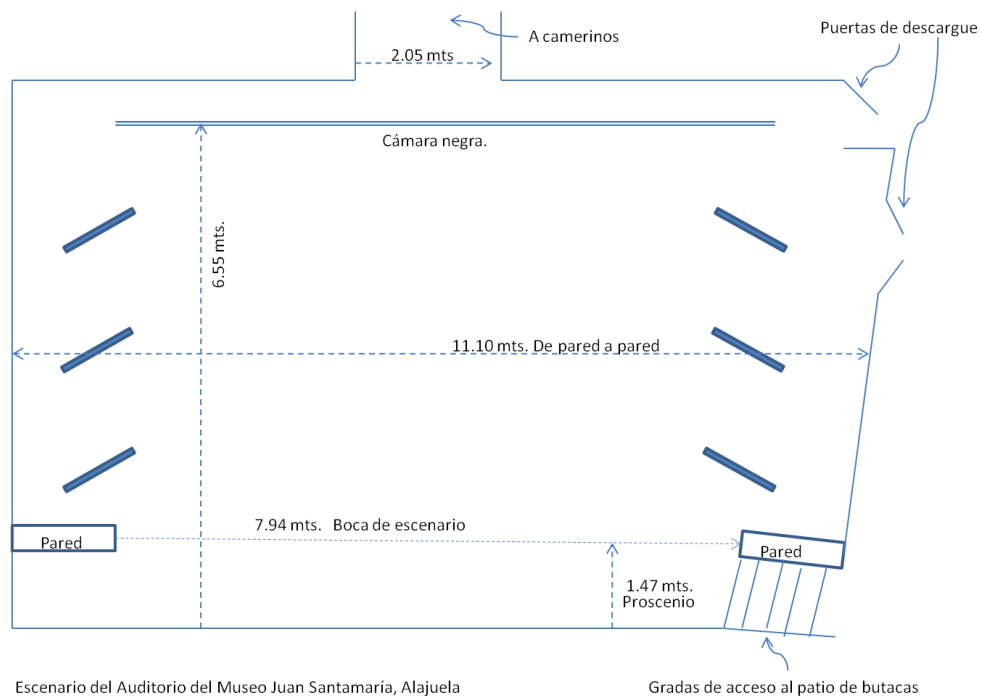 A camerinos
Puertas de descargue
2.05 mts
Cámara negra.
6.55 mts.
11.10 mts. De pared a pared
7.94 mts.   Boca de escenario
Pared
Pared
1.47 mts.
Proscenio
Escenario del Auditorio del Museo Juan Santamaría, Alajuela
Gradas de acceso al patio de butacas